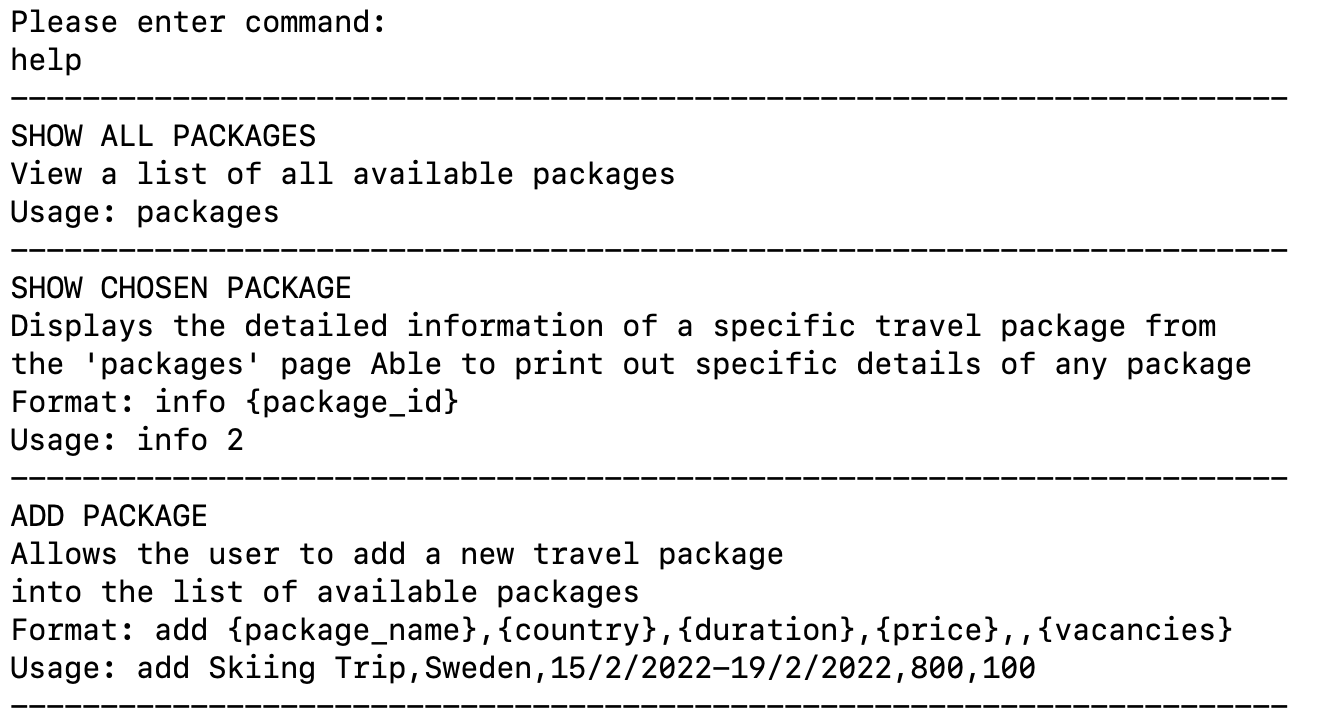 Please enter command:
help
-----------------------------------------------------------------------
SHOW ALL PACKAGES
View a list of all available packages
Usage: packages
-----------------------------------------------------------------------
SHOW CHOSEN PACKAGE
Displays the detailed information of a specific travel package from
the 'packages' page Able to print out specific details of any package
Format: info {package_id}
Usage: info 2
-----------------------------------------------------------------------
ADD PACKAGE
Allows the user to add a new travel package
into the list of available packages
Format: add {package_name},{country},{duration},{price},,{vacancies}
Usage: add Skiing Trip,Sweden,15/2/2022-19/2/2022,800,100
-----------------------------------------------------------------------